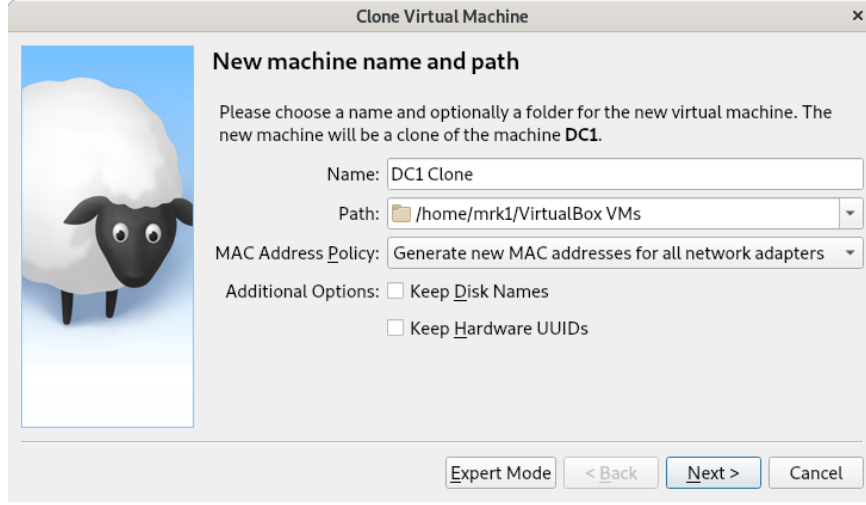 Clone Virtual Machine ×
New machine name and path
Please choose a name and optionally a folder for the new virtual machine. The
new machine will be a clone of the machine DC1.
Name: DC1 Clone
Path: /home/mrk1/VirtualBox VMs
MAC Address Policy: Generate new MAC addresses for all network adapters
Additional Options: Keep Disk Names
Keep Hardware UUIDs
Expert Mode < Back Next > Cancel